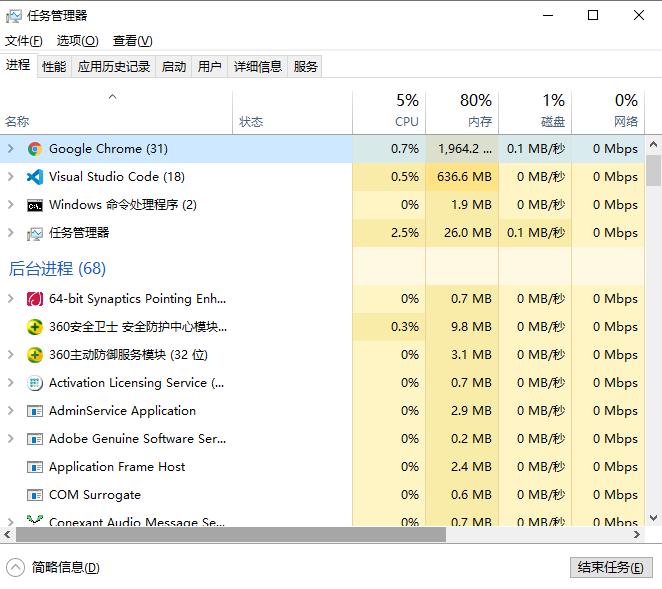 任务管理器
文件(F) 选项(O) 查看(V)
进程 性能 应用历史记录 启动 用户 详细信息 服务
5% 80% 1% 0%
名称 状态 CPU 内存 磁盘 网络
Google Chrome (31) 0.7% 1,964.2 ... 0.1 MB/秒 0 Mbps
Visual Studio Code (18) 0.5% 636.6 MB 0 MB/秒 0 Mbps
Windows 命令处理程序 (2) 0% 1.9 MB 0 MB/秒 0 Mbps
任务管理器 2.5% 26.0 MB 0.1 MB/秒 0 Mbps
后台进程 (68)
64-bit Synaptics Pointing Enh... 0% 0.7 MB 0 MB/秒 0 Mbps
360安全卫士 安全防护中心模块... 0.3% 9.8 MB 0 MB/秒 0 Mbps
360主动防御服务模块 (32 位) 0% 3.1 MB 0 MB/秒 0 Mbps
Activation Licensing Service (... 0% 0.7 MB 0 MB/秒 0 Mbps
AdminService Application 0% 2.9 MB 0 MB/秒 0 Mbps
Adobe Genuine Software Ser... 0% 0.2 MB 0 MB/秒 0 Mbps
Application Frame Host 0% 2.4 MB 0 MB/秒 0 Mbps
COM Surrogate 0% 0.6 MB 0 MB/秒 0 Mbps
Conexant Audio Message Se... 0% 0.7 MB 0 MB/秒 0 Mbps
简略信息(D) 结束任务(E)